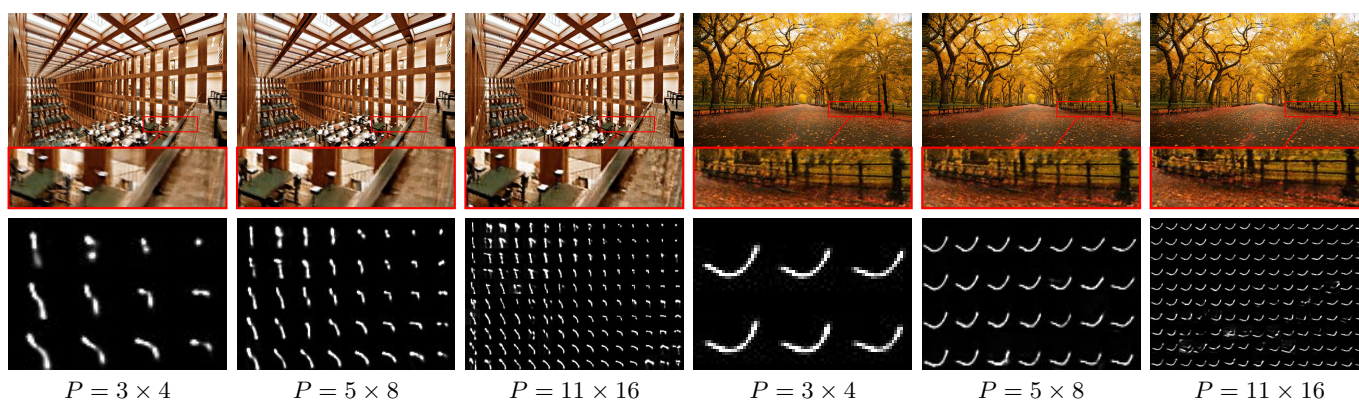 P = 3 × 4
P = 5 × 8
P = 11 × 16
P = 3 × 4
P = 5 × 8
P = 11 × 16